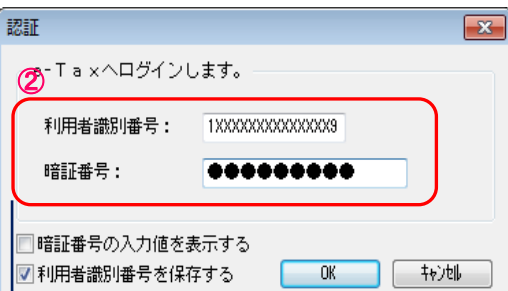 認証
②
e-Ｔａｘへログインします。
利用者識別番号： 1XXXXXXXXXXXXXX9
暗証番号： ●●●●●●●●●
暗証番号の入力値を表示する
利用者識別番号を保存する OK ｷｬﾝｾﾙ